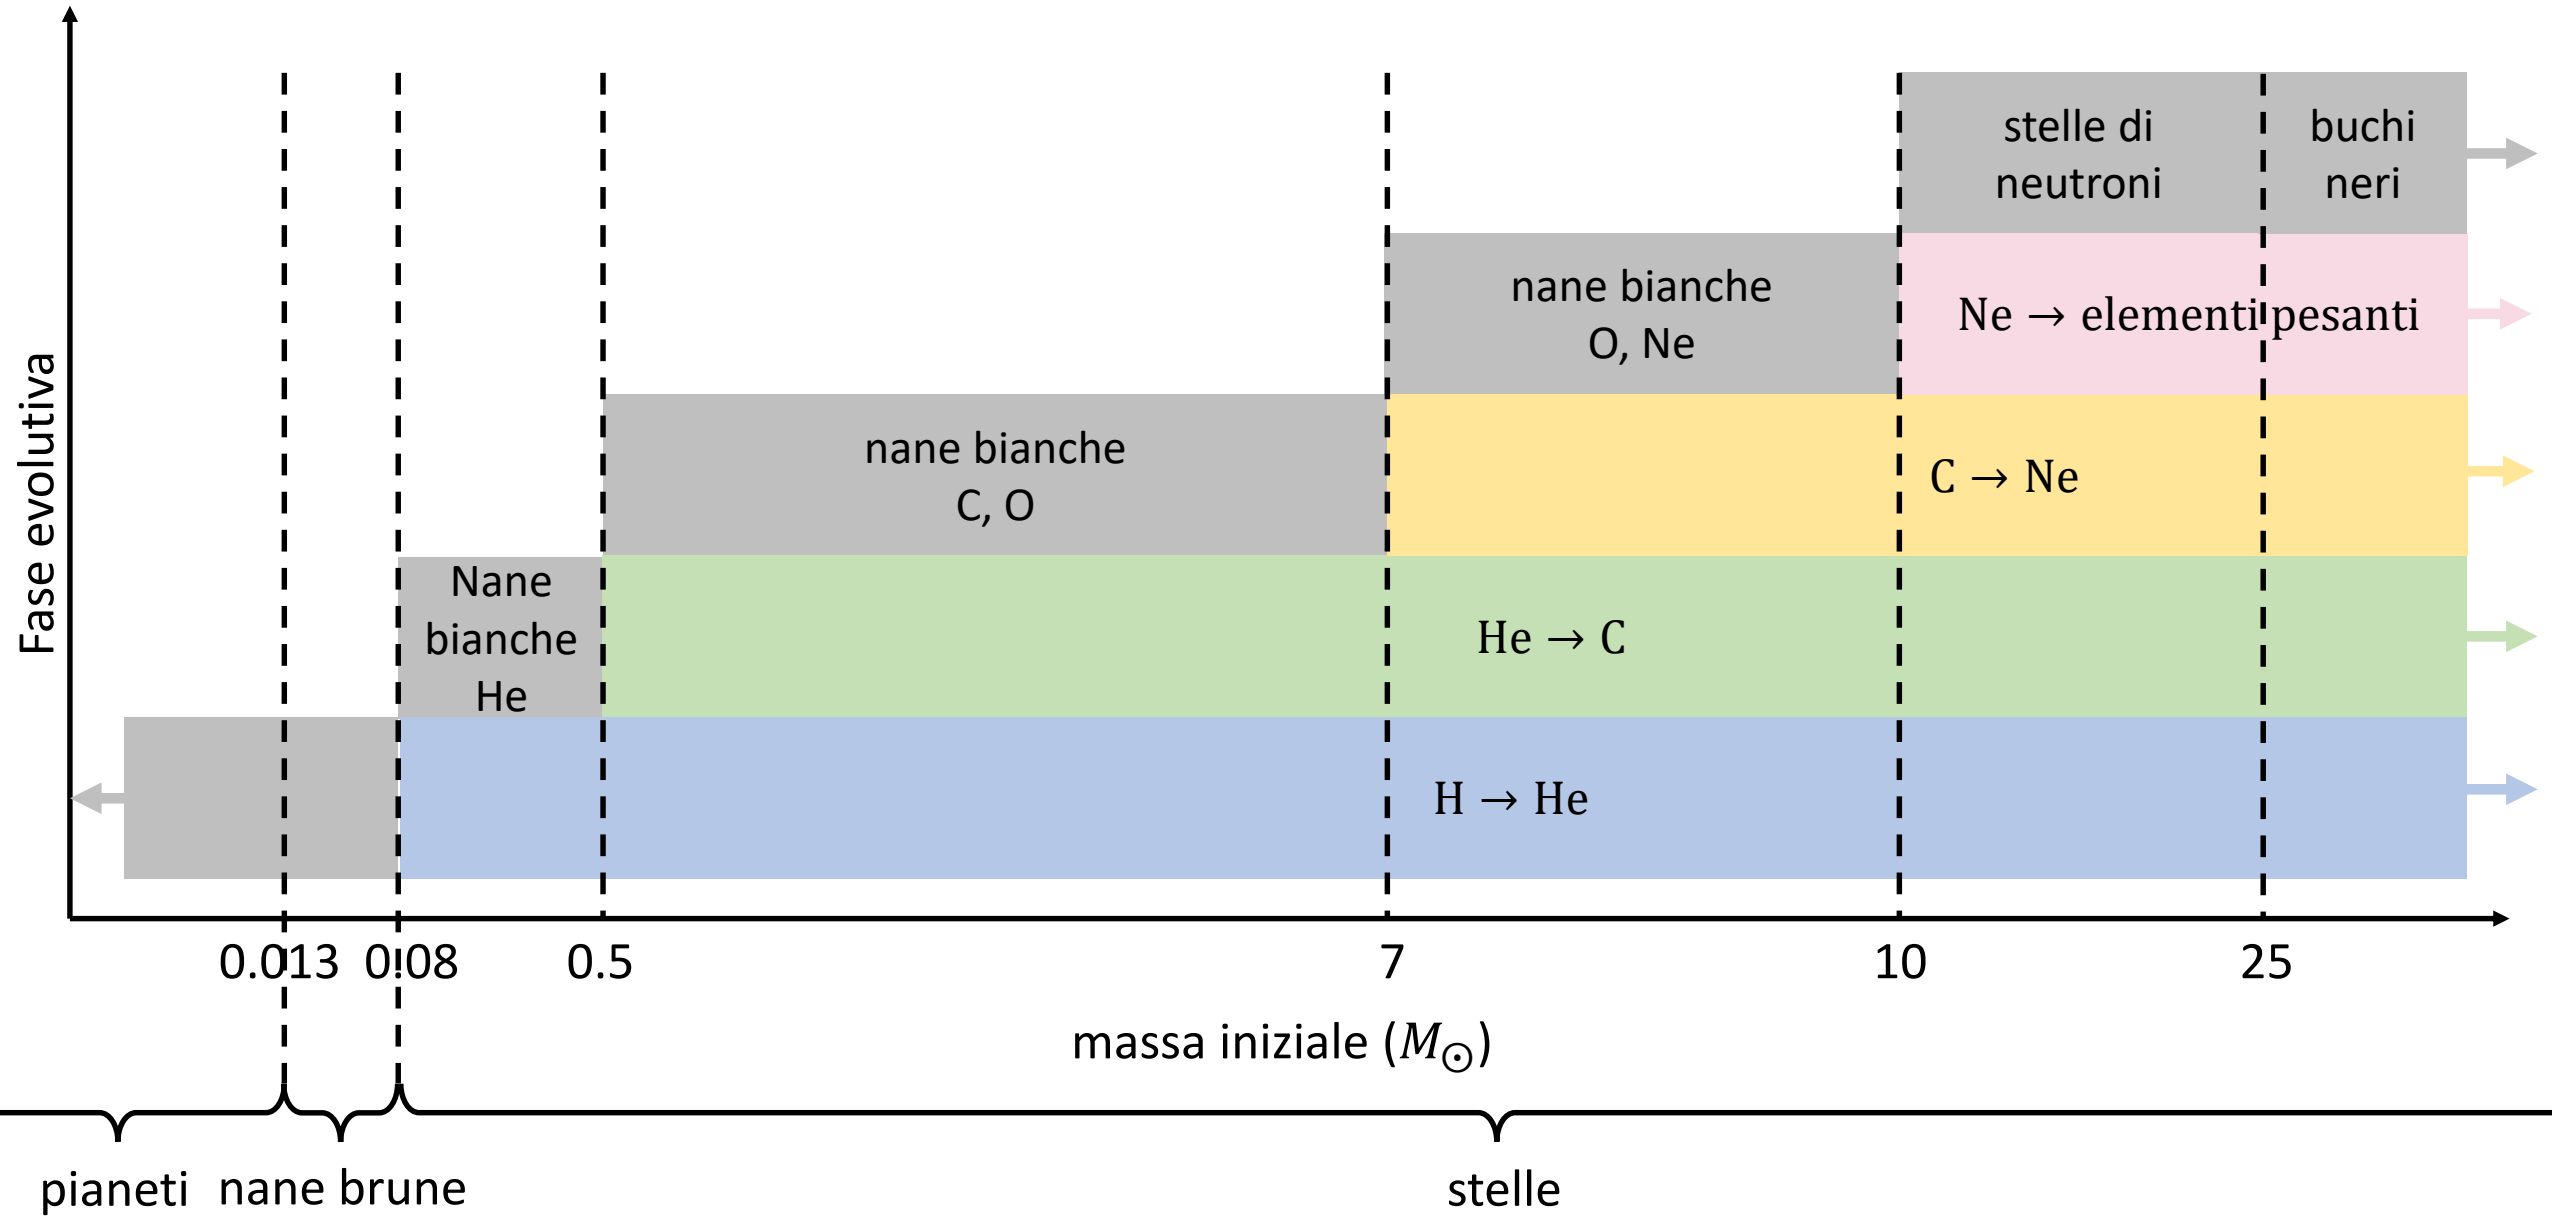 stelle di
neutroni
buchi
neri
nane bianche
O, Ne
Ne → elementi pesanti
nane bianche
C, O
C → Ne
Nane
bianche
He
He → C
H → He
Fase evolutiva
0.013 0.08 0.5 7 10 25
massa iniziale (M☉)
pianeti nane brune stelle